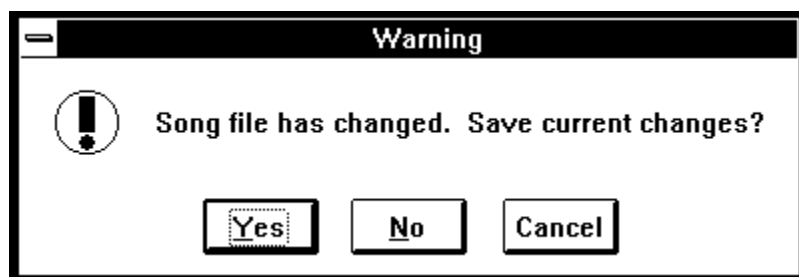 Warning
Song file has changed.  Save current changes?
Yes No Cancel